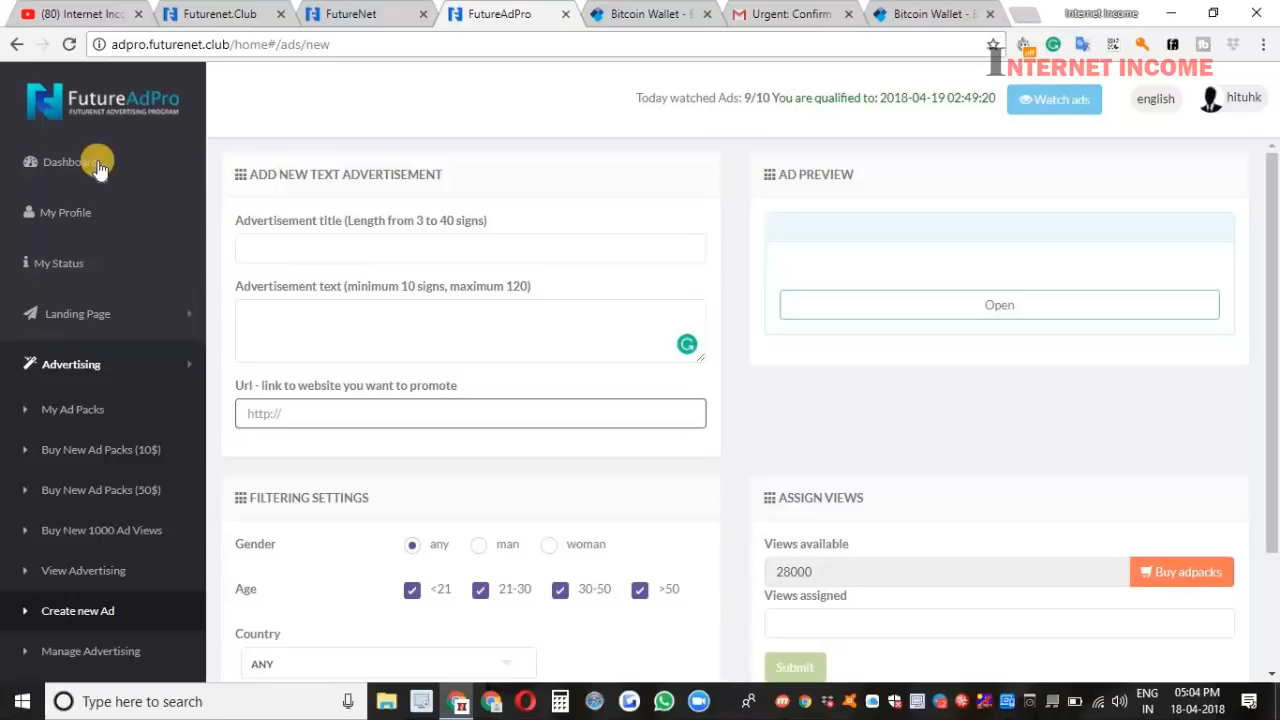 (80) Internet Inco
Futurenet.Club
FutureNet
FutureAdPro
Bitcoin Wallet - E
Urgent: Confirm
Bitcoin Wallet - B
Internet Income
adpro.futurenet.club/home#/ads/new
off
INTERNET INCOME
FutureAdPro
FUTURENET ADVERTISING PROGRAM
Today watched Ads: 9/10 You are qualified to: 2018-04-19 02:49:20
Watch ads
english
hituhk
Dashboard
My Profile
My Status
Landing Page
Advertising
My Ad Packs
Buy New Ad Packs (10$)
Buy New Ad Packs (50$)
Buy New 1000 Ad Views
View Advertising
Create new Ad
Manage Advertising
ADD NEW TEXT ADVERTISEMENT
Advertisement title (Length from 3 to 40 signs)
Advertisement text (minimum 10 signs, maximum 120)
Url - link to website you want to promote
http://
AD PREVIEW
Open
FILTERING SETTINGS
Gender any man woman
Age <21 21-30 30-50 >50
Country
ANY
ASSIGN VIEWS
Views available
28000
Buy adpacks
Views assigned
Submit
Type here to search
ENG
IN
05:04 PM
18-04-2018